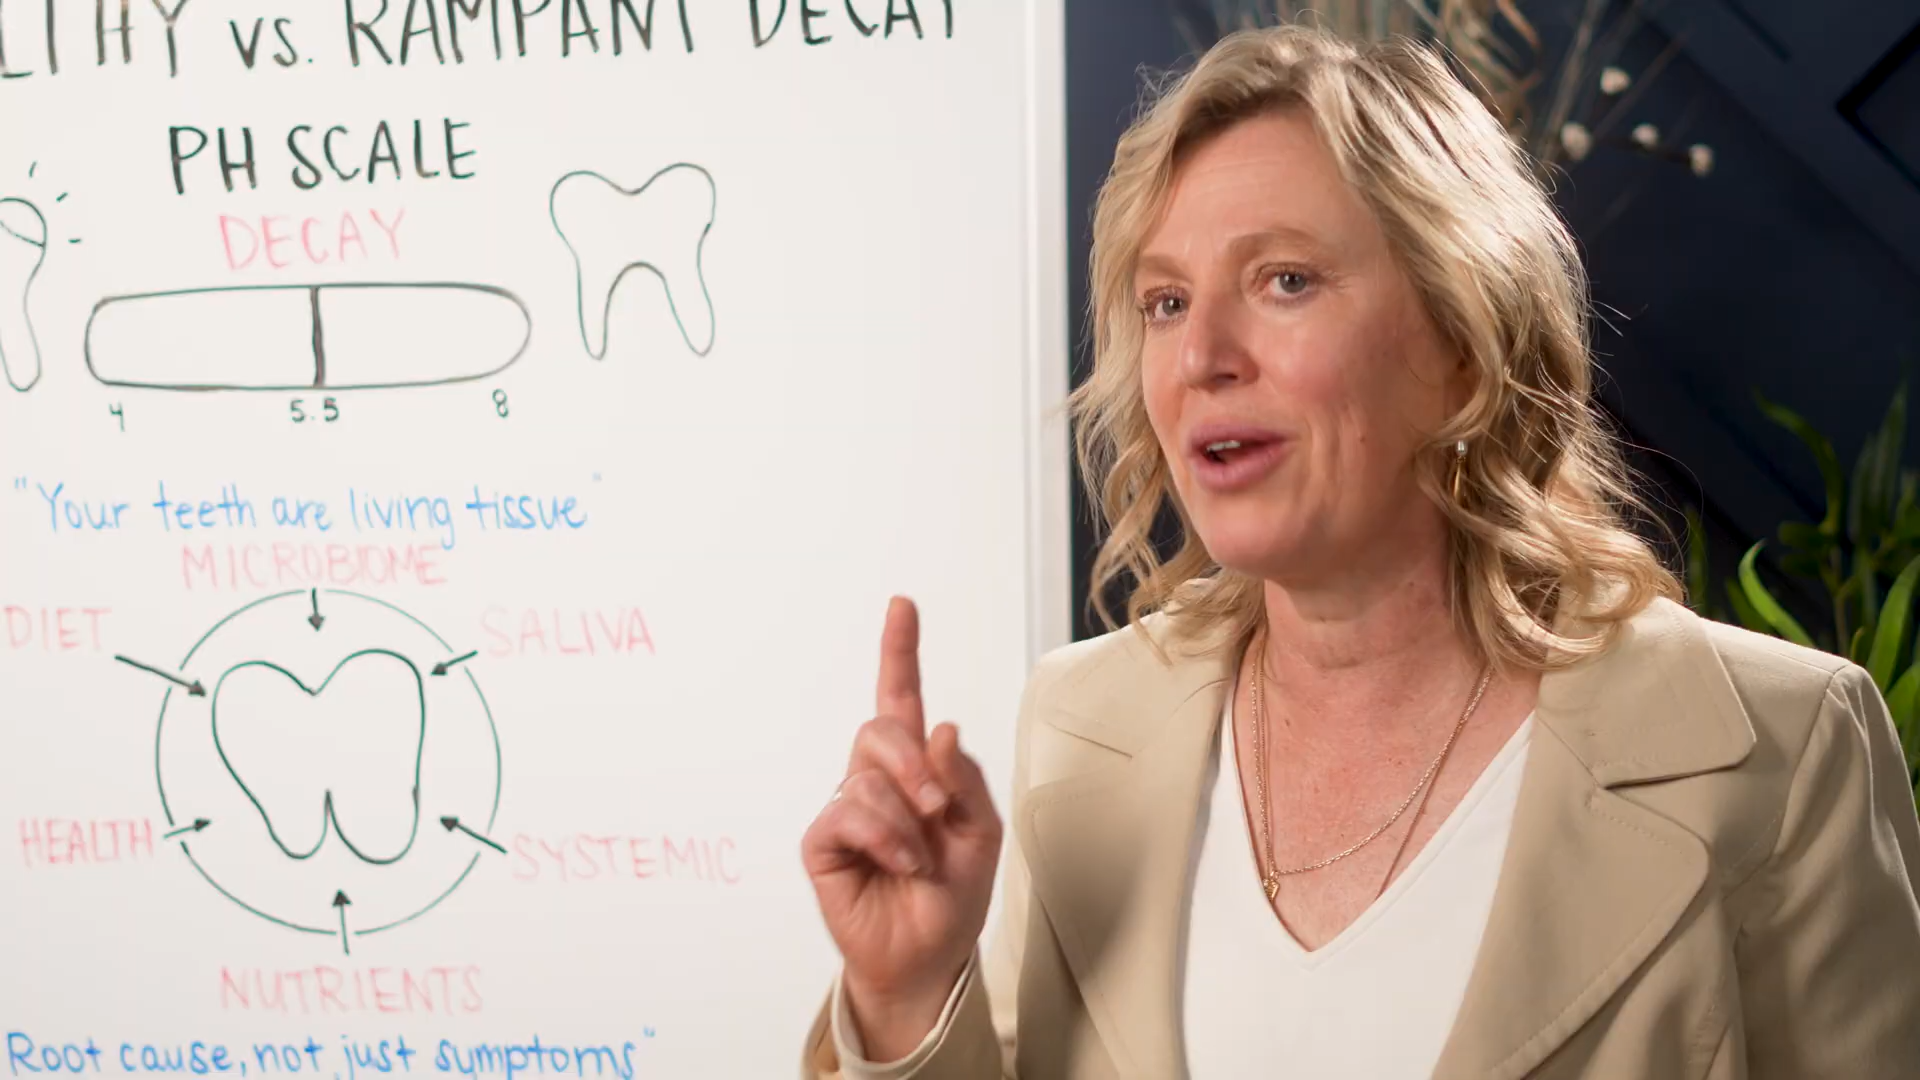 LTHY vs. RAMPANT DECAY
PH SCALE
DECAY
4 5.5 8
"Your teeth are living tissue"
MICROBIOME
DIET
SALIVA
HEALTH
SYSTEMIC
NUTRIENTS
Root cause, not just symptoms"